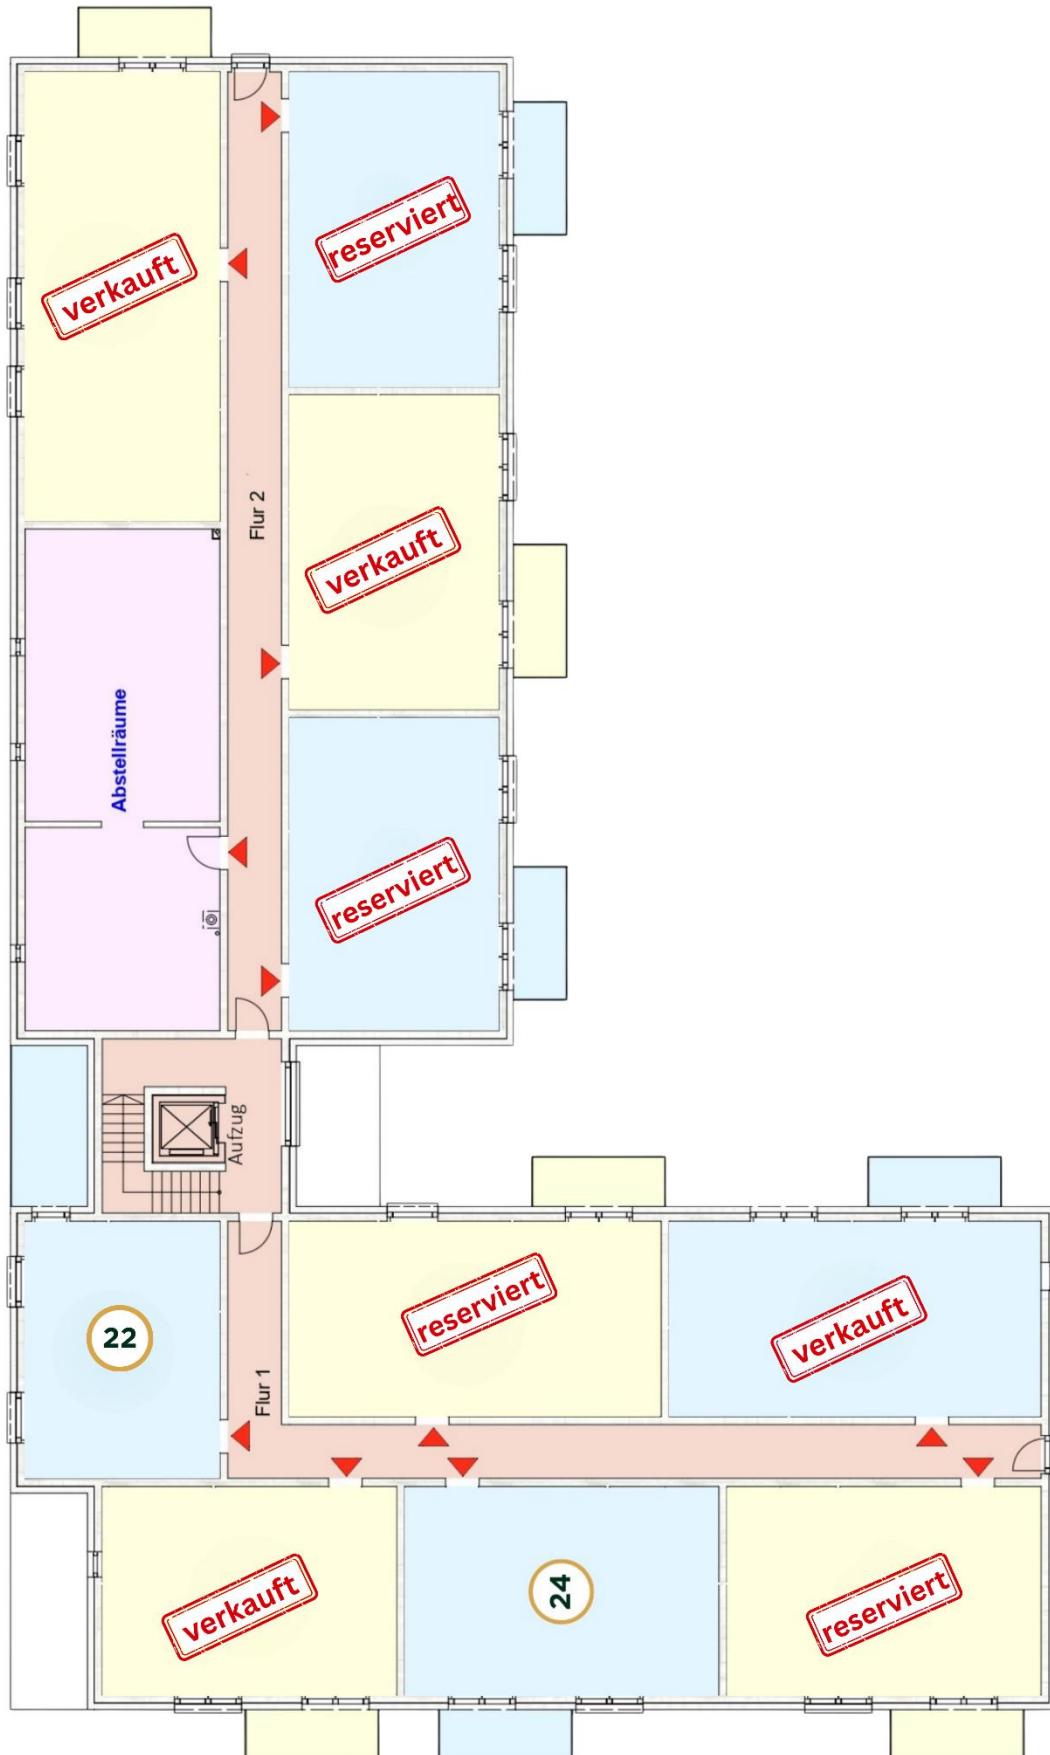 reserviert
verkauft
Flur 2
verkauft
Abstellräume
reserviert
Aufzug
reserviert
verkauft
22
Flur 1
verkauft
24
reserviert